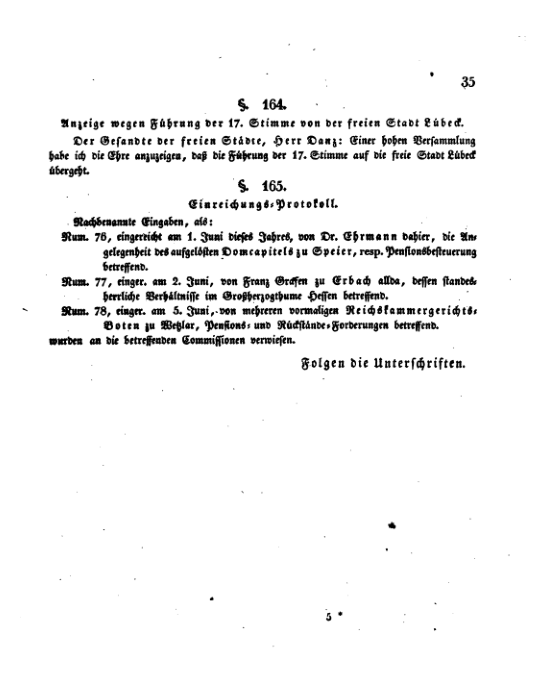 35
§. 164.
Anzeige wegen Führung der 17. Stimme von der freien Stadt Lübeck.
Der Gesandte der freien Städte, Herr Danz: Einer hohen Versammlung
habe ich die Ehre anzuzeigen, daß die Führung der 17. Stimme auf die freie Stadt Lübeck
übergeht.
§. 165.
Einreichungs-Protokoll.
Nachbenannte Eingaben, als:
Num. 76, eingereicht am 1. Juni dieses Jahres, von Dr. Ehrmann dahier, die An-
gelegenheit des aufgelösten Domcapitels zu Speier, resp. Pensionsbesteuerung
betreffend.
Num. 77, einger. am 2. Juni, von Franz Grafen zu Erbach allda, dessen standes-
herrliche Verhältnisse im Großherzogthume Hessen betreffend.
Num. 78, einger. am 5. Juni, von mehreren vormaligen Reichskammergerichts-
Boten zu Wetzlar, Pensions- und Rückstände-Forderungen betreffend.
wurden an die betreffenden Commissionen verwiesen.
Folgen die Unterschriften.
5 *